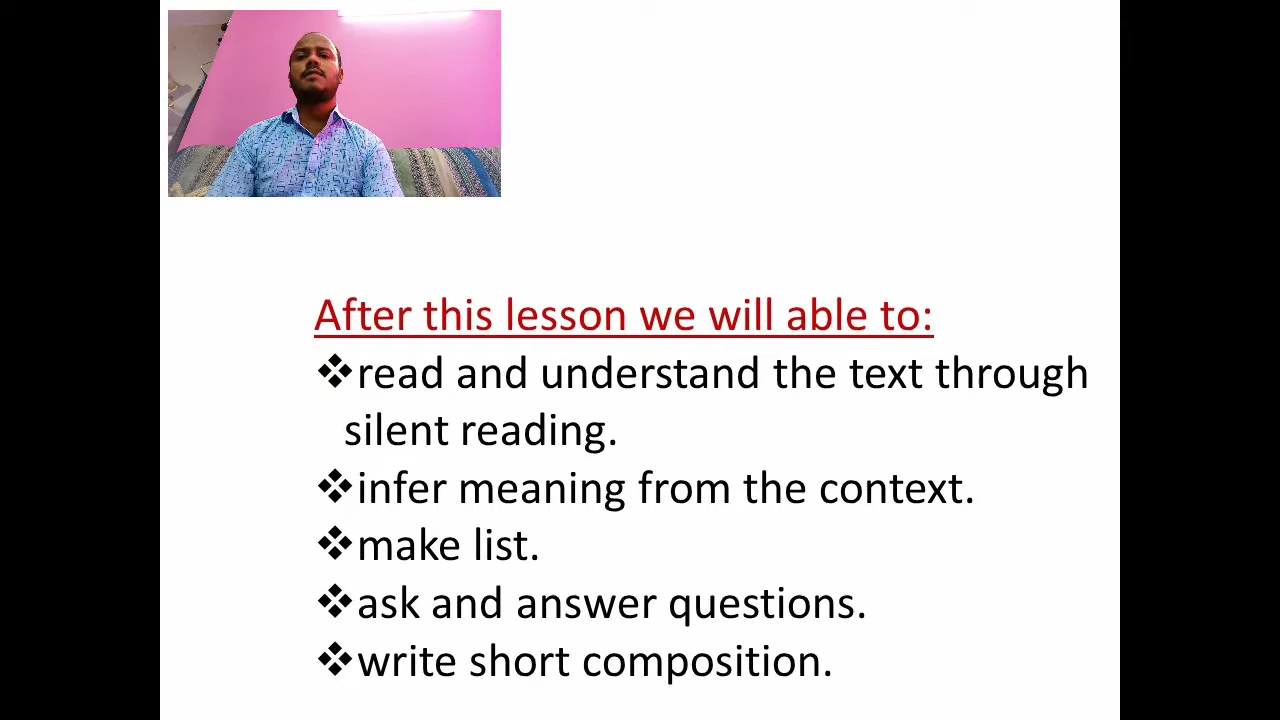 After this lesson we will able to:
❖read and understand the text through
silent reading.
❖infer meaning from the context.
❖make list.
❖ask and answer questions.
❖write short composition.